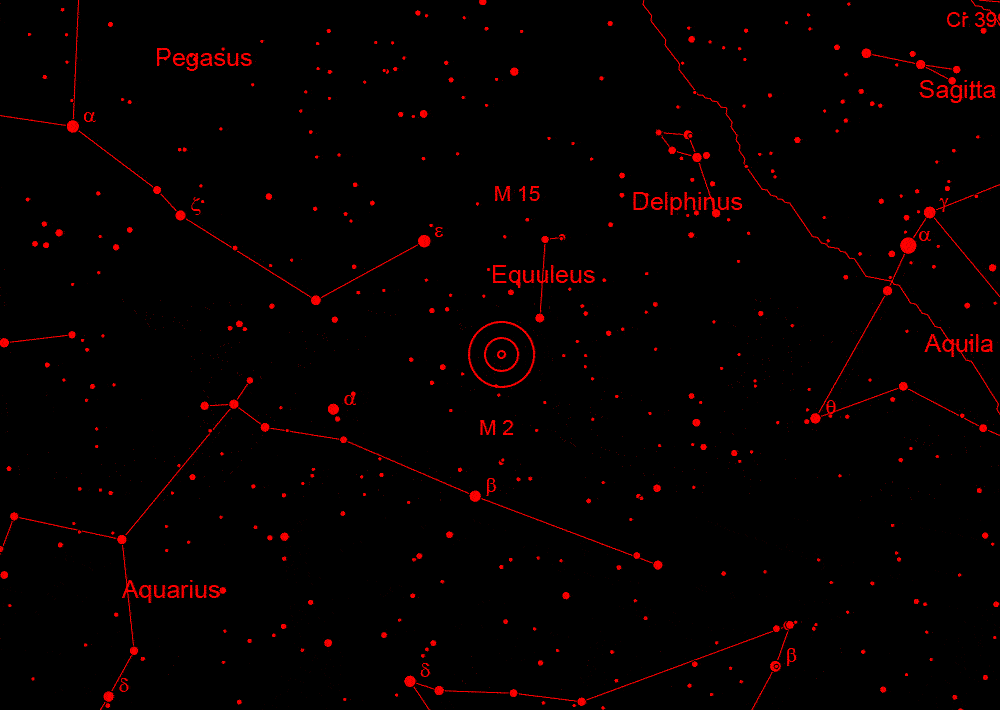 Cr 399
Pegasus
Sagitta
α
M 15
Delphinus
ζ
γ
ε
α
Equuleus
Aquila
α
θ
M 2
β
Aquarius
β
δ
δ